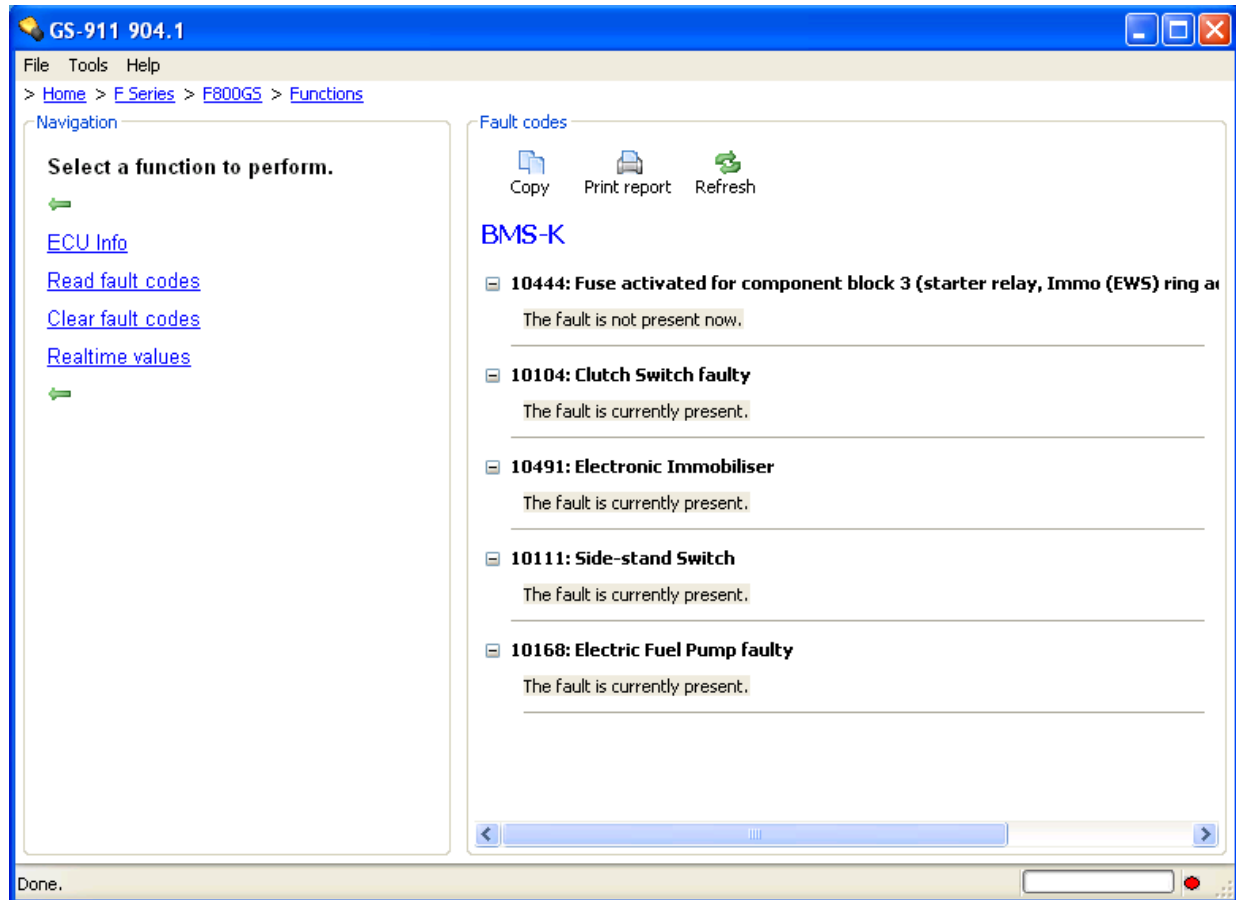 GS-911 904.1
File Tools Help
> Home > F Series > F800GS > Functions
Navigation
Select a function to perform.
ECU Info
Read fault codes
Clear fault codes
Realtime values
Fault codes
Copy Print report Refresh
BMS-K
10444: Fuse activated for component block 3 (starter relay, Immo (EWS) ring
The fault is not present now.
10104: Clutch Switch faulty
The fault is currently present.
10491: Electronic Immobiliser
The fault is currently present.
10111: Side-stand Switch
The fault is currently present.
10168: Electric Fuel Pump faulty
The fault is currently present.
Done.